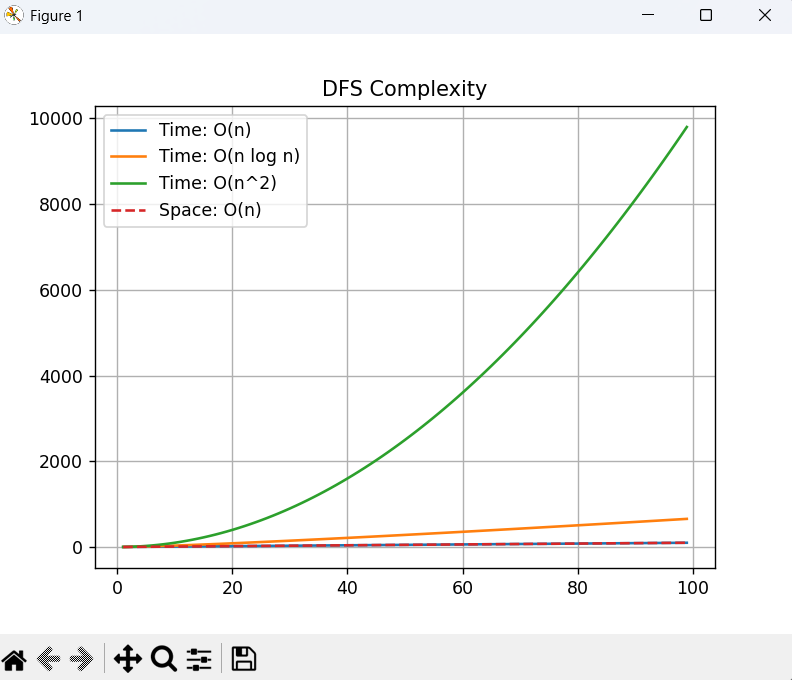 Figure 1
DFS Complexity
Time: O(n)
Time: O(n log n)
Time: O(n^2)
Space: O(n)
10000
8000
6000
4000
2000
0
0 20 40 60 80 100